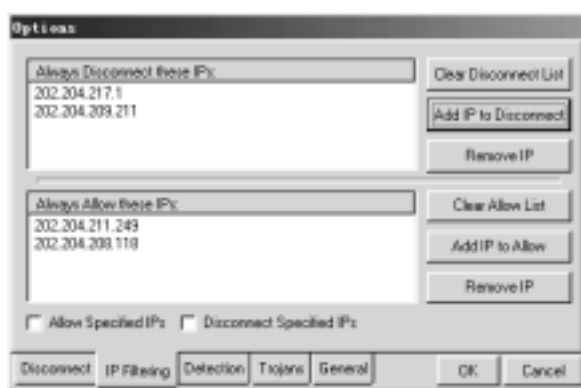 Options
Always Disconnect these IPs:
202.204.217.1
202.204.209.211
Clear Disconnect List
Add IP to Disconnect
Remove IP
Always Allow these IPs:
202.204.211.249
202.204.208.118
Clear Allow List
Add IP to Allow
Remove IP
Allow Specified IPs
Disconnect Specified IPs
Disconnect
IP Filtering
Detection
Trojans
General
OK
Cancel